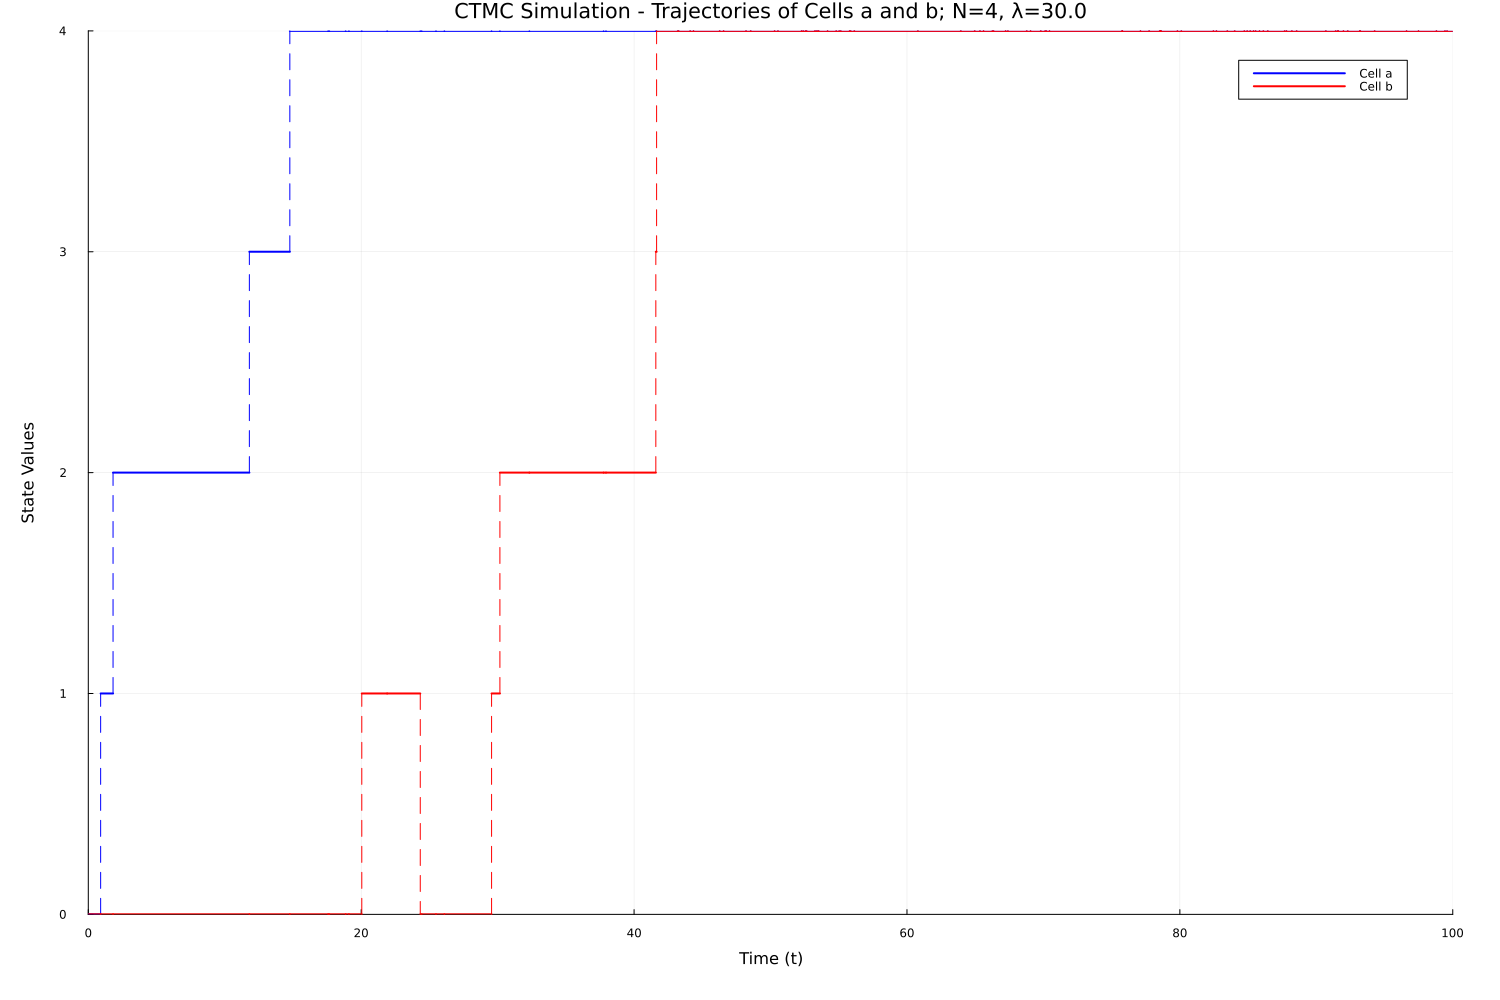 CTMC Simulation - Trajectories of Cells a and b; N=4, λ=30.0
4
Cell a
Cell b
3
State Values
2
1
0
0 20 40 60 80 100
Time (t)